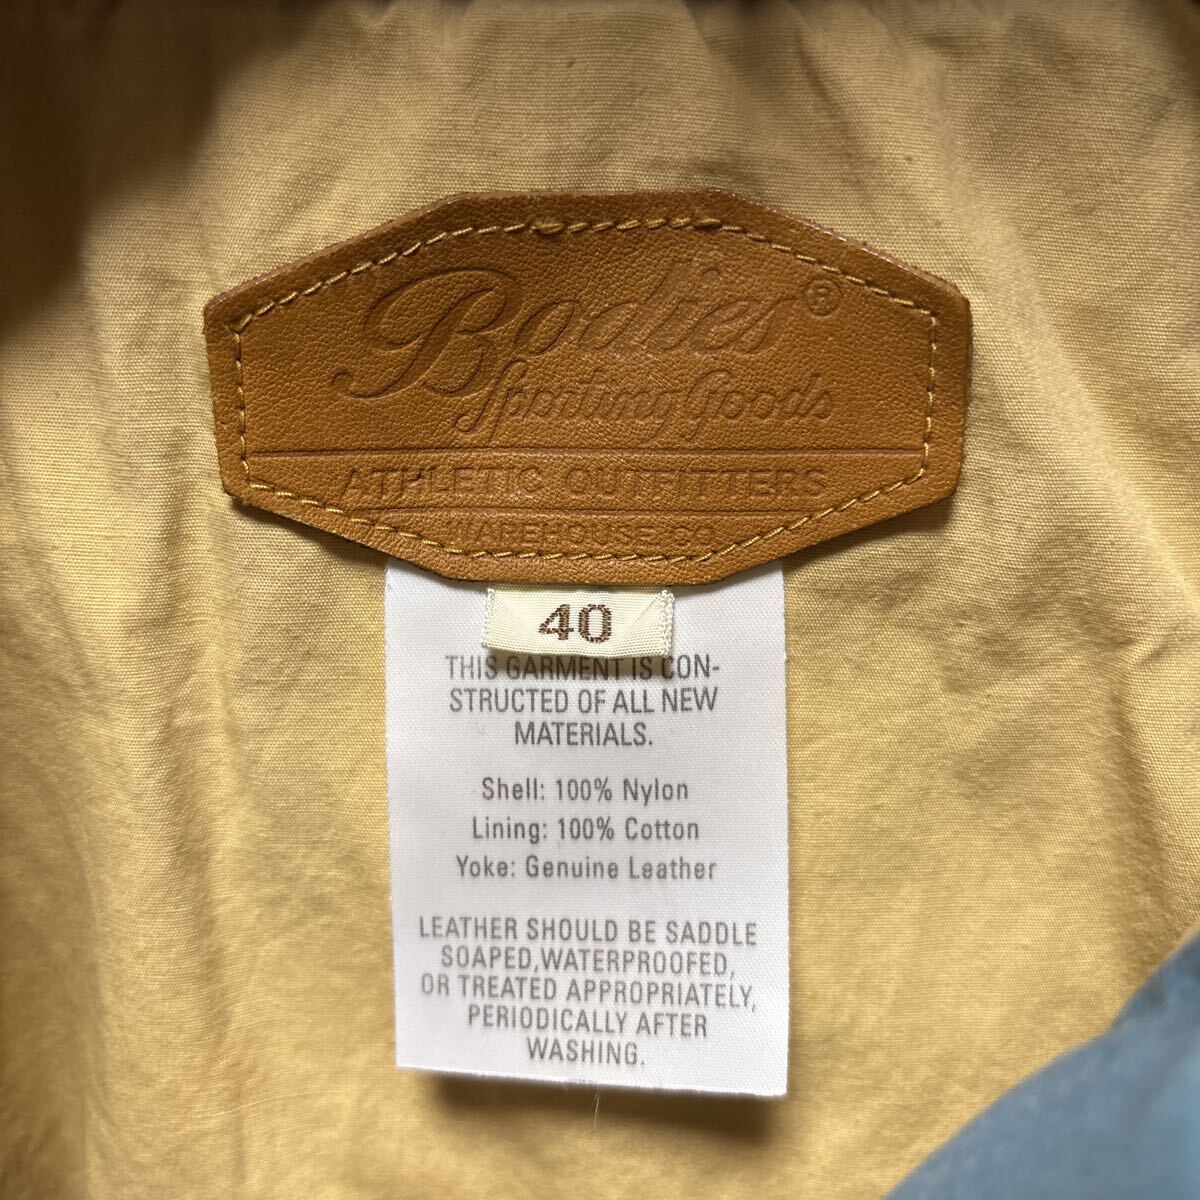 Bodies®
Sporting Goods
ATHLETIC OUTFITTERS
WAREHOUSE CO
40
THIS GARMENT IS CON-
STRUCTED OF ALL NEW
MATERIALS.
Shell: 100% Nylon
Lining: 100% Cotton
Yoke: Genuine Leather
LEATHER SHOULD BE SADDLE
SOAPED,WATERPROOFED,
OR TREATED APPROPRIATELY,
PERIODICALLY AFTER
WASHING.